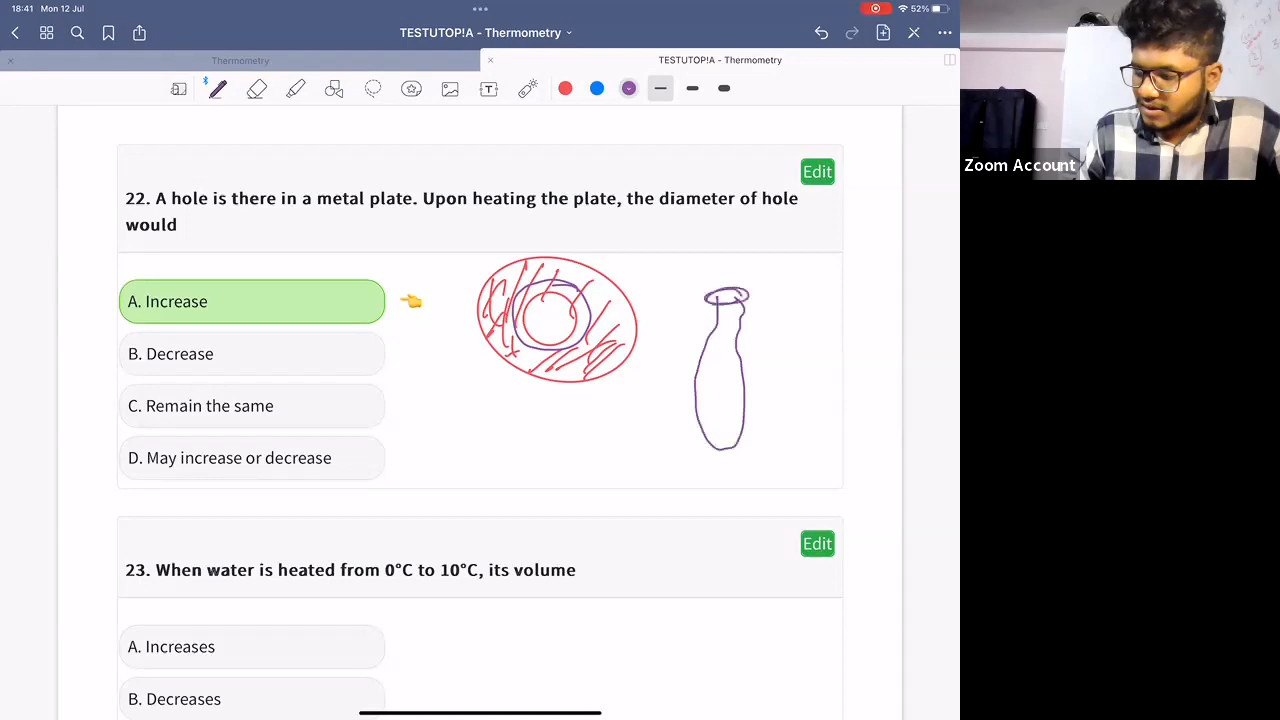 18:41 Mon 12 Jul
52%
TESTUTOP!A - Thermometry
Thermometry
TESTUTOP!A - Thermometry
T
Zoom Account
Edit
22. A hole is there in a metal plate. Upon heating the plate, the diameter of hole
would
A. Increase
B. Decrease
C. Remain the same
D. May increase or decrease
Edit
23. When water is heated from 0°C to 10°C, its volume
A. Increases
B. Decreases